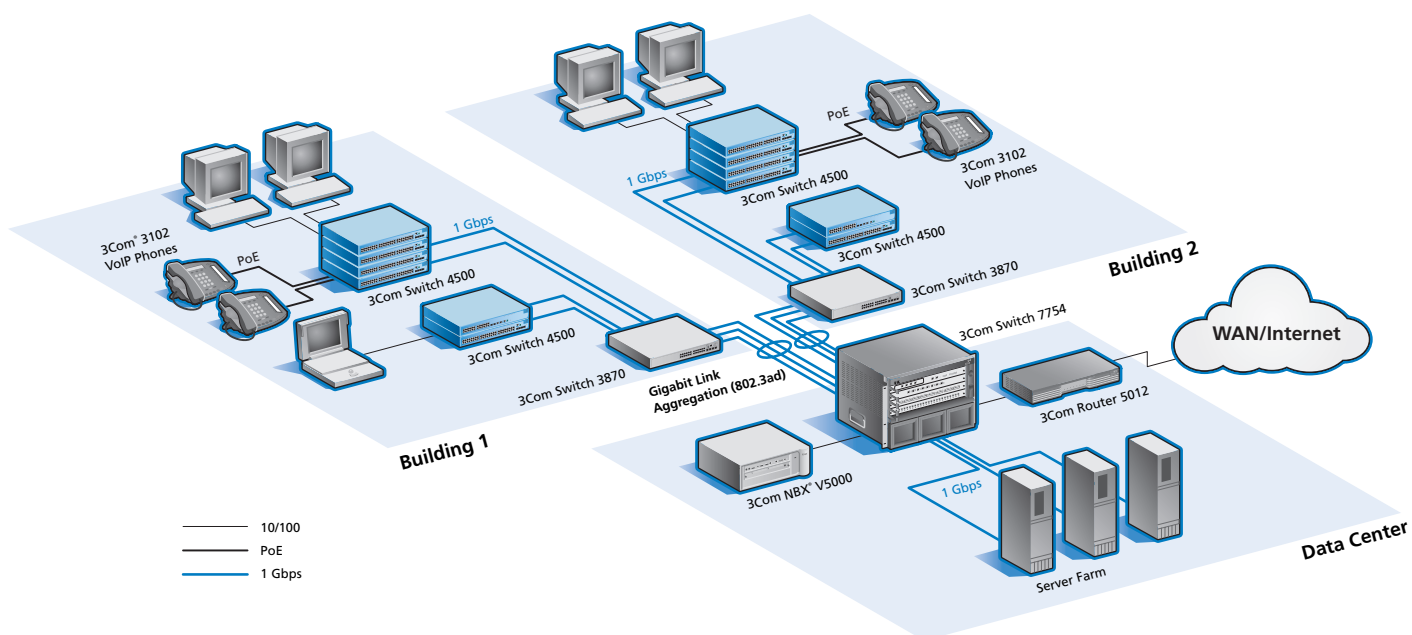 PoE
3Com 3102
VoIP Phones
1 Gbps
3Com Switch 4500
3Com Switch 4500
3Com Switch 3870
Building 2
3Com® 3102
VoIP Phones
PoE
1 Gbps
3Com Switch 4500
3Com Switch 4500
3Com Switch 3870
Building 1
Gigabit Link
Aggregation (802.3ad)
3Com Switch 7754
WAN/Internet
3Com Router 5012
3Com NBX® V5000
1 Gbps
Server Farm
Data Center
10/100
PoE
1 Gbps